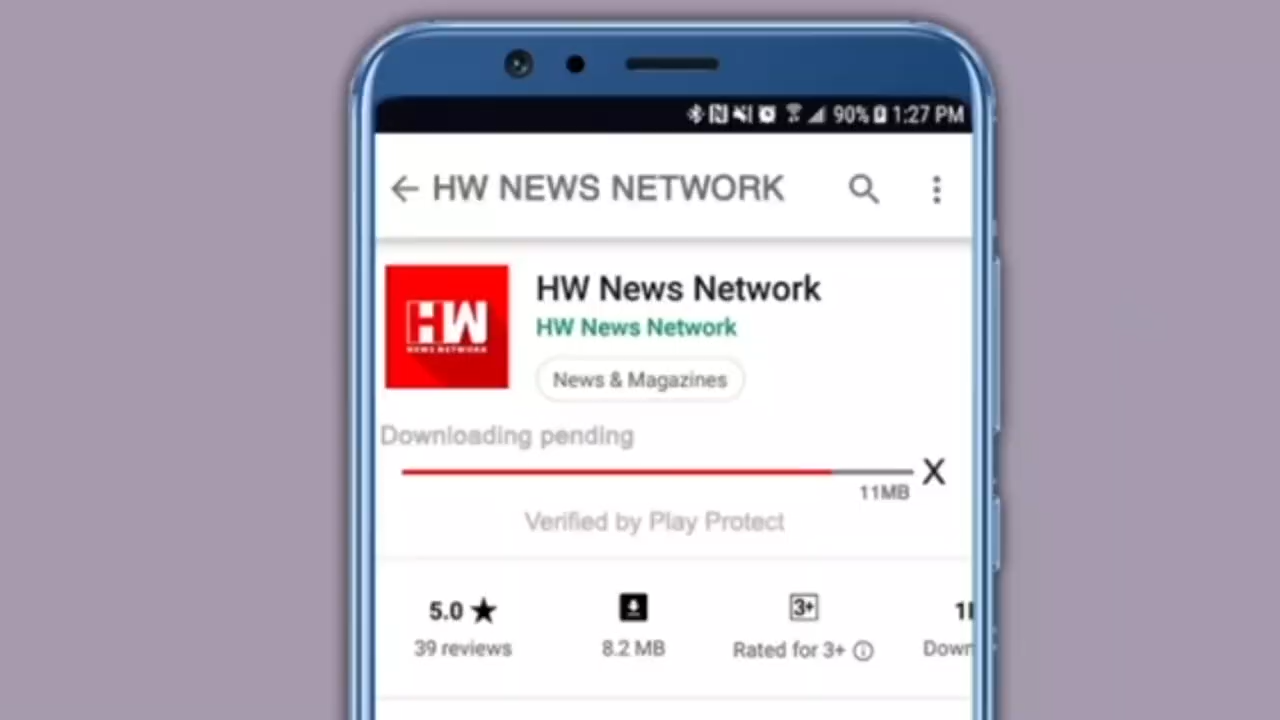 90% 1:27 PM
HW NEWS NETWORK
HW News Network
HW News Network
HW
NEWS NETWORK
News & Magazines
Downloading pending
X
11MB
Verified by Play Protect
5.0 ★
3+
39 reviews
8.2 MB
Rated for 3+